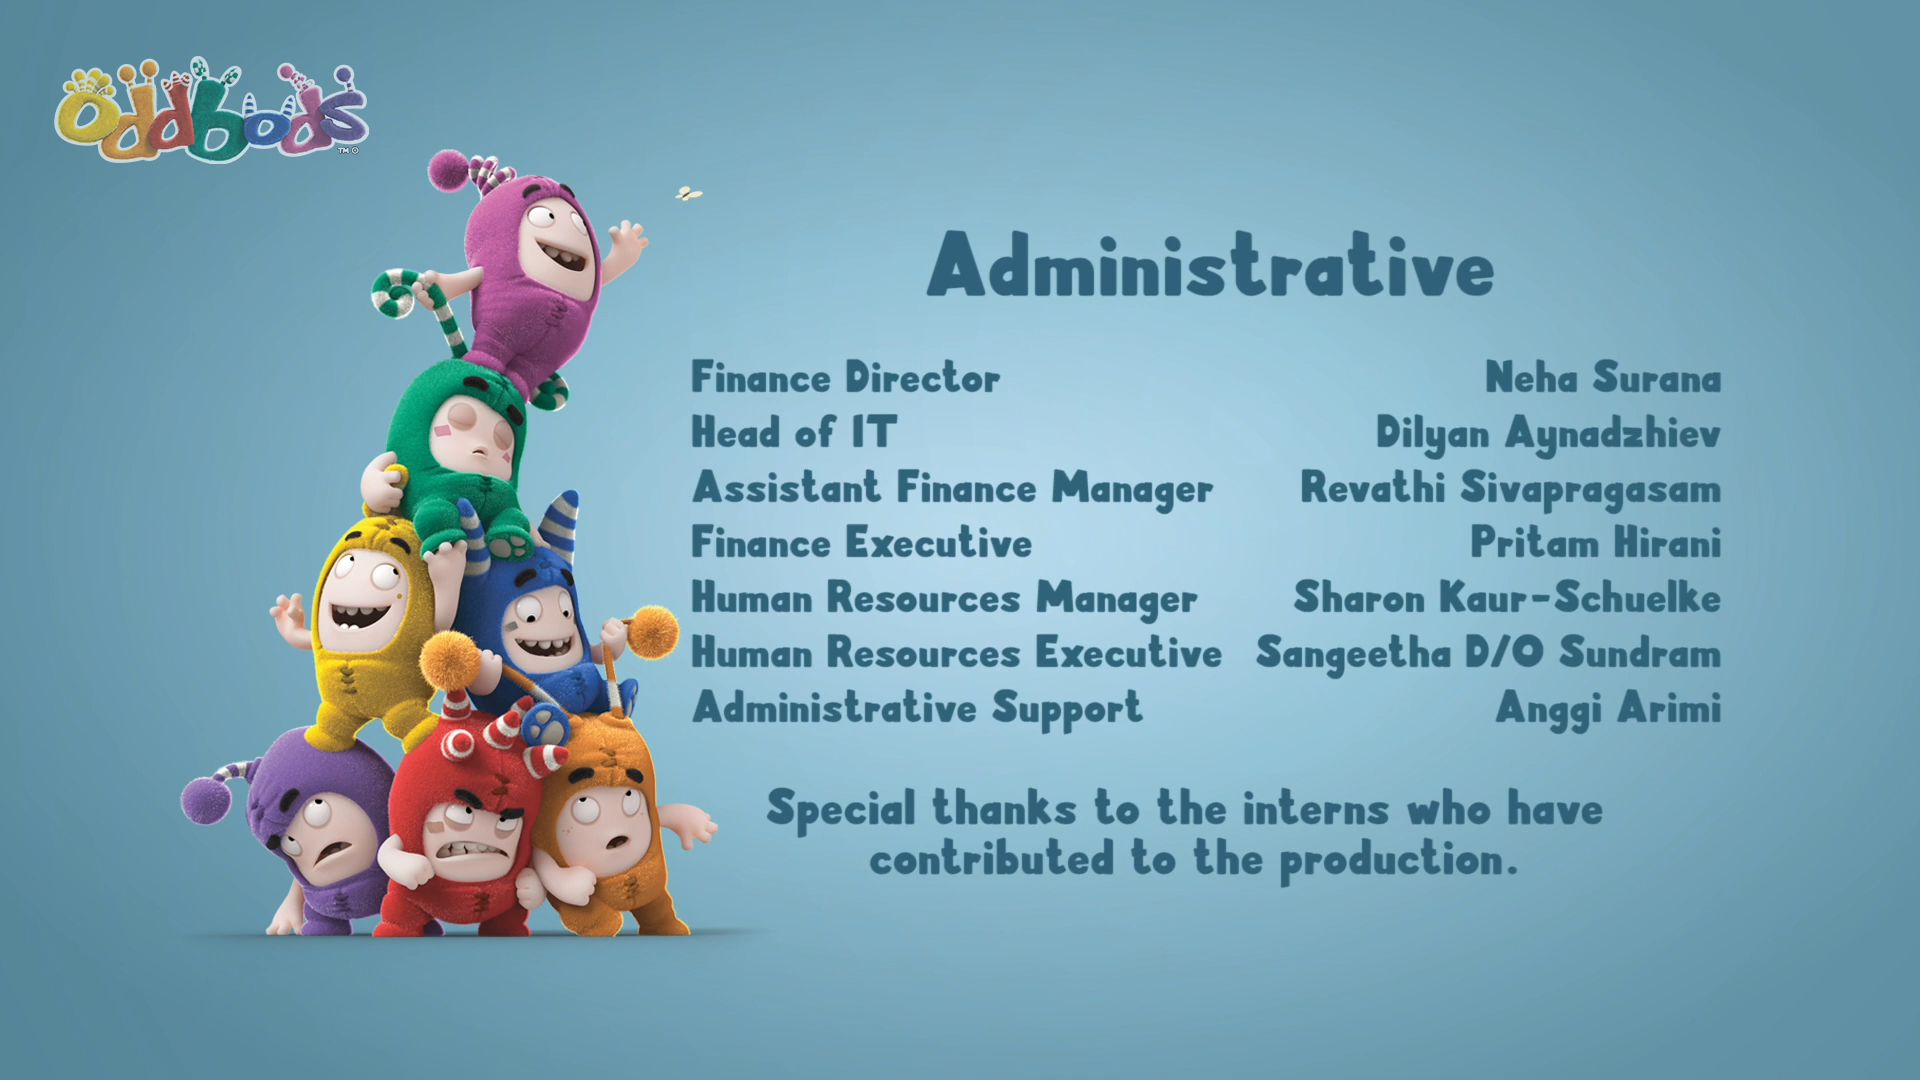 Oddbods
TM
Administrative
Finance Director Neha Surana
Head of IT Dilyan Aynadzhiev
Assistant Finance Manager Revathi Sivapragasam
Finance Executive Pritam Hirani
Human Resources Manager Sharon Kaur-Schuelke
Human Resources Executive Sangeetha D/O Sundram
Administrative Support Anggi Arimi
Special thanks to the interns who have
contributed to the production.